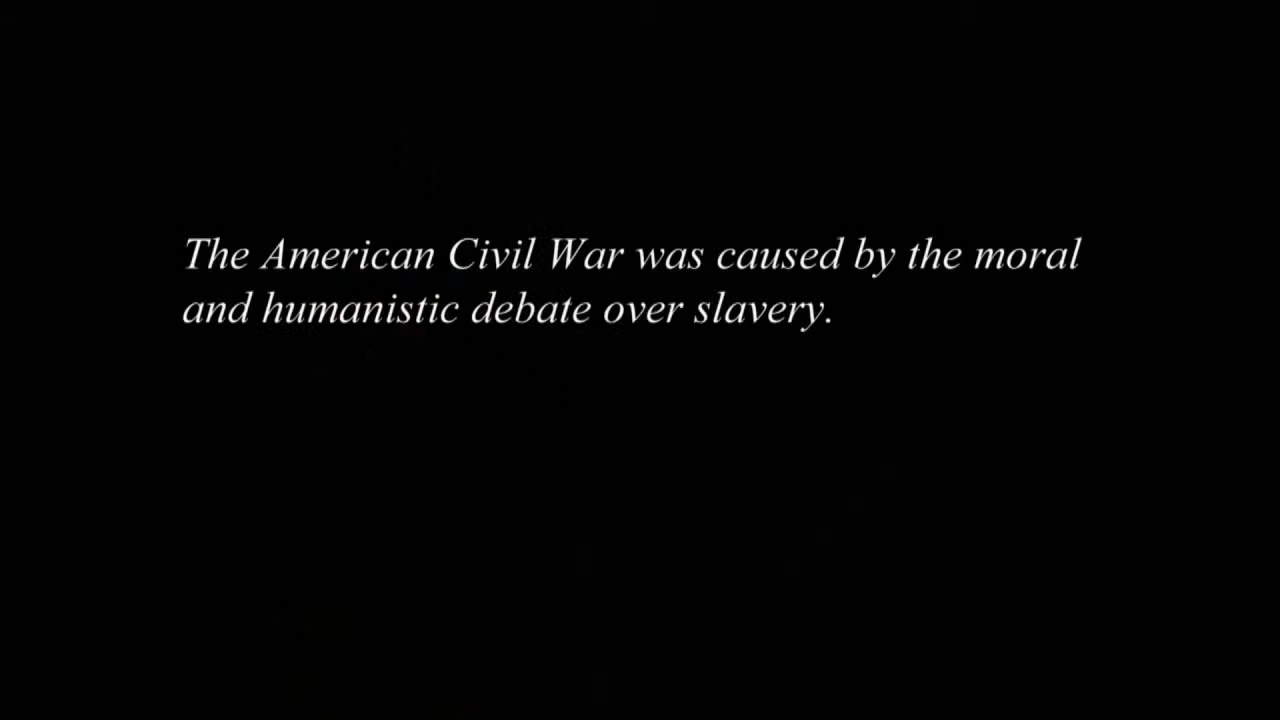 The American Civil War was caused by the moral
and humanistic debate over slavery.